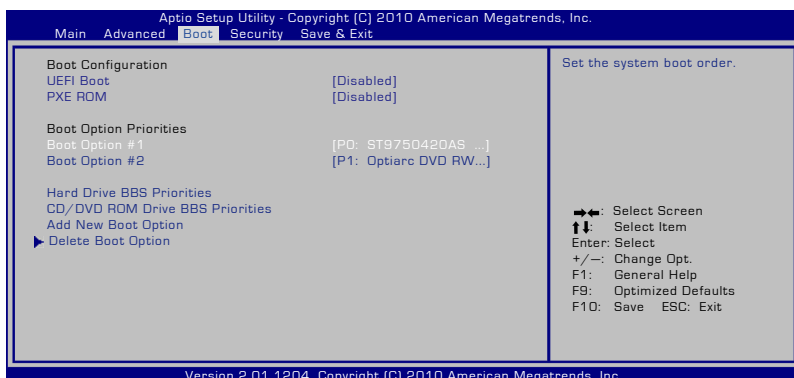 Aptio Setup Utility - Copyright (C) 2010 American Megatrends, Inc.
Main Advanced Boot Security Save & Exit
Boot Configuration
UEFI Boot [Disabled]
PXE ROM [Disabled]
Boot Option Priorities
Boot Option #1 [P0: ST9750420AS ...]
Boot Option #2 [P1: Optiarc DVD RW...]
Hard Drive BBS Priorities
CD/DVD ROM Drive BBS Priorities
Add New Boot Option
Delete Boot Option
Set the system boot order.
→←: Select Screen
↑↓: Select Item
Enter: Select
+/—: Change Opt.
F1: General Help
F9: Optimized Defaults
F10: Save ESC: Exit
Version 2.01.1204. Copyright (C) 2010 American Megatrends, Inc.